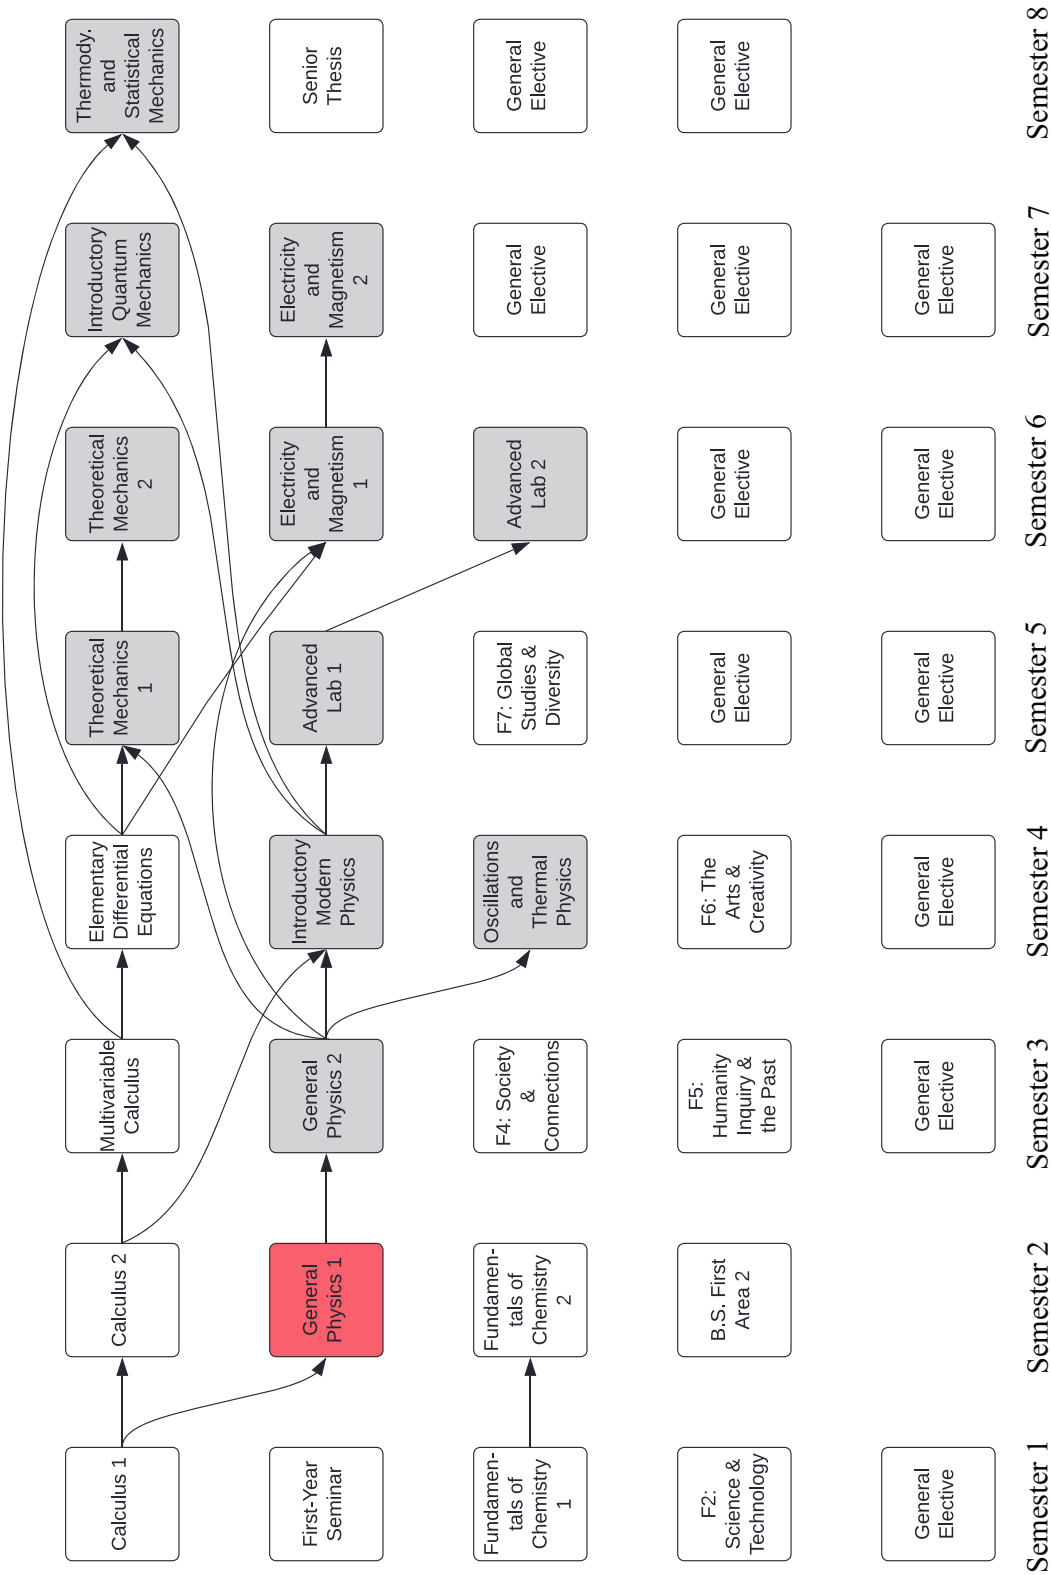 Calculus 1
First-Year
Seminar
Fundamen-
tals of
Chemistry
1
F2:
Science &
Technology
General
Elective
Semester 1
Calculus 2
General
Physics 1
Fundamen-
tals of
Chemistry
2
B.S. First
Area 2
Semester 2
Multivariable
Calculus
General
Physics 2
F4: Society
&
Connections
F5:
Humanity
Inquiry &
the Past
General
Elective
Semester 3
Elementary
Differential
Equations
Introductory
Modern
Physics
Oscillations
and
Thermal
Physics
F6: The
Arts &
Creativity
General
Elective
Semester 4
Theoretical
Mechanics
1
Advanced
Lab 1
F7: Global
Studies &
Diversity
General
Elective
General
Elective
Semester 5
Theoretical
Mechanics
2
Electricity
and
Magnetism
1
Advanced
Lab 2
General
Elective
General
Elective
Semester 6
Introductory
Quantum
Mechanics
Electricity
and
Magnetism
2
General
Elective
General
Elective
General
Elective
Semester 7
Thermody.
and
Statistical
Mechanics
Senior
Thesis
General
Elective
General
Elective
Semester 8